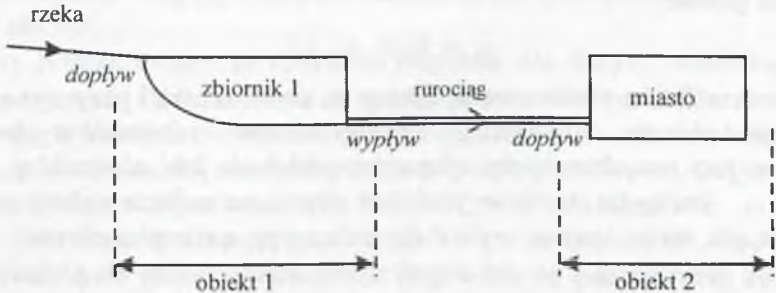 rzeka
dopływ
zbiornik 1
rurociąg
miasto
wypływ
dopływ
obiekt 1
obiekt 2